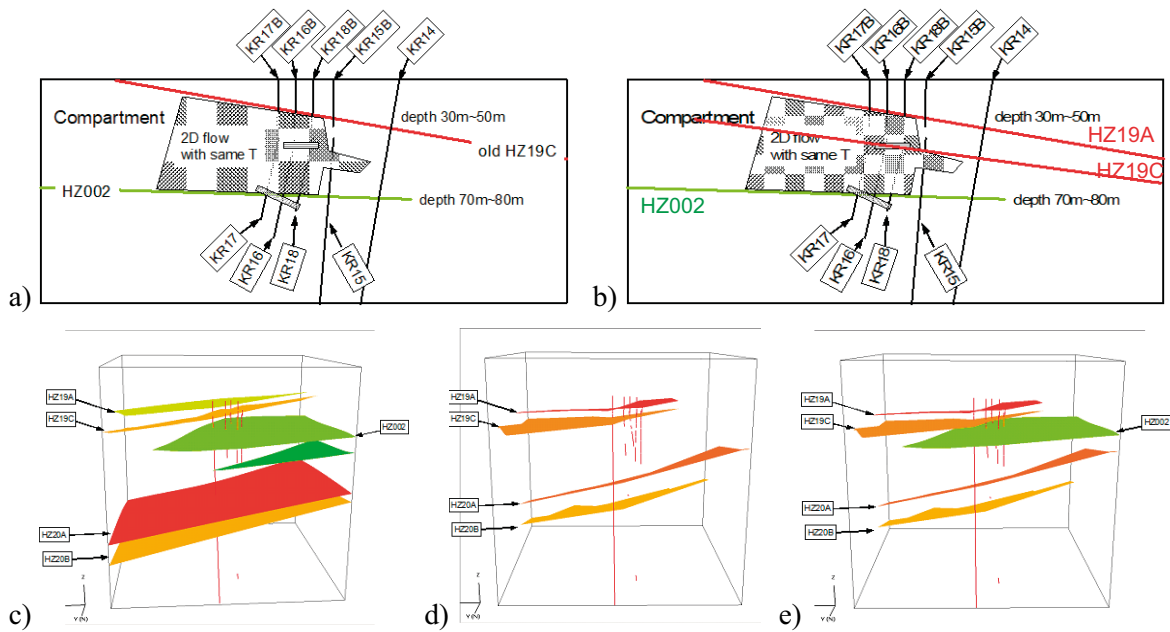 KR17B
KR16B
KR18B
KR15B
KR14
Compartment
depth 30m~50m
2D flow
with same T
old HZ19C
HZ002
depth 70m~80m
KR17
KR16
KR18
KR15
a)
KR17B
KR16B
KR18B
KR15B
KR14
Compartment
depth 30m~50m
HZ19A
2D flow
with same T
HZ19C
HZ002
depth 70m~80m
KR17
KR16
KR18
KR15
b)
HZ19A
HZ19C
HZ002
HZ20A
HZ20B
Z
Y (N)
c)
HZ19A
HZ19C
HZ20A
HZ20B
Z
Y (N)
d)
HZ19A
HZ19C
HZ002
HZ20A
HZ20B
Z
Y (N)
e)